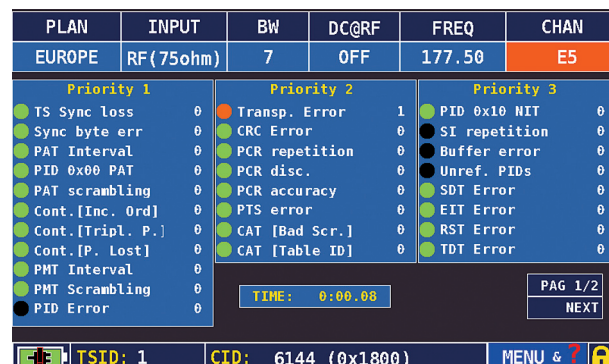 PLAN INPUT BW DC@RF FREQ CHAN
EUROPE RF(75ohm) 7 OFF 177.50 E5
Priority 1 Priority 2 Priority 3
TS Sync loss 0 Transp. Error 1 PID 0x10 NIT 0
Sync byte err 0 CRC Error 0 SI repetition 0
PAT Interval 0 PCR repetition 0 Buffer error 0
PID 0x00 PAT 0 PCR disc. 0 Unref. PIDs 0
PAT scrambling 0 PCR accuracy 0 SDT Error 0
Cont.[Inc. Ord] 0 PTS error 0 EIT Error 0
Cont.[Tripl. P.] 0 CAT [Bad Scr.] 0 RST Error 0
Cont.[P. Lost] 0 CAT [Table ID] 0 TDT Error 0
PMT Interval 0
PMT Scrambling 0
PID Error 0
TIME: 0:00.08
PAG 1/2
NEXT
TSID: 1 CID: 6144 (0x1800) MENU & ?